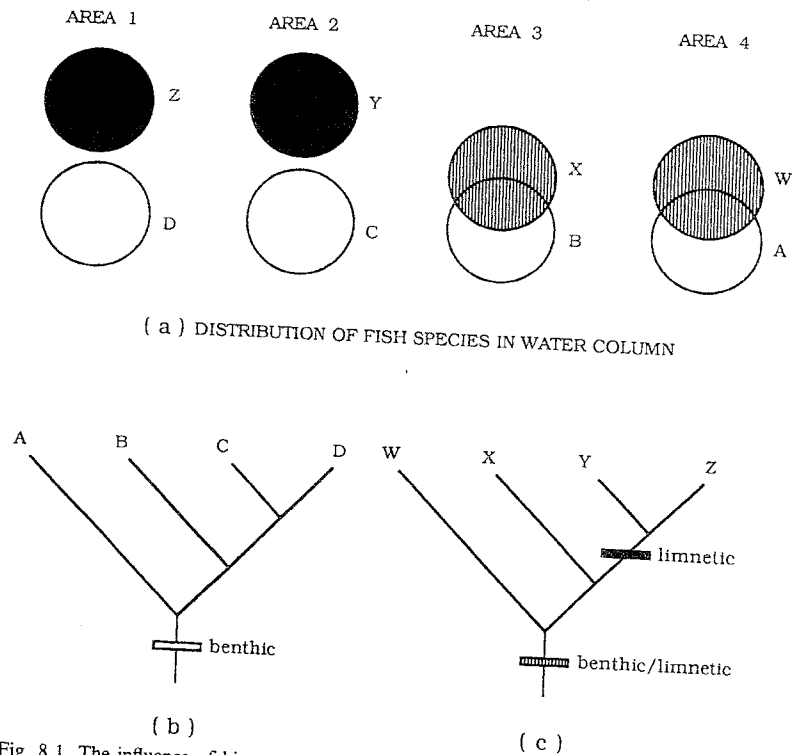 AREA 1
AREA 2
AREA 3
AREA 4
Z
Y
X
W
D
C
B
A
( a ) DISTRIBUTION OF FISH SPECIES IN WATER COLUMN
A B C D
W X Y Z
limnetic
benthic
benthic/limnetic
( b )
( c )
Fig. 8.1 The influence of